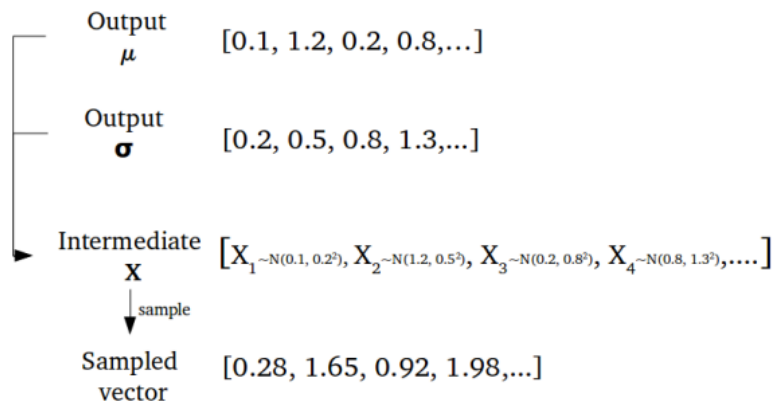 Output
μ
[0.1, 1.2, 0.2, 0.8,...]
Output
σ
[0.2, 0.5, 0.8, 1.3,...]
Intermediate
X
[X₁~N(0.1, 0.2²), X₂~N(1.2, 0.5²), X₃~N(0.2, 0.8²), X₄~N(0.8, 1.3²),....]
sample
Sampled
vector
[0.28, 1.65, 0.92, 1.98,...]